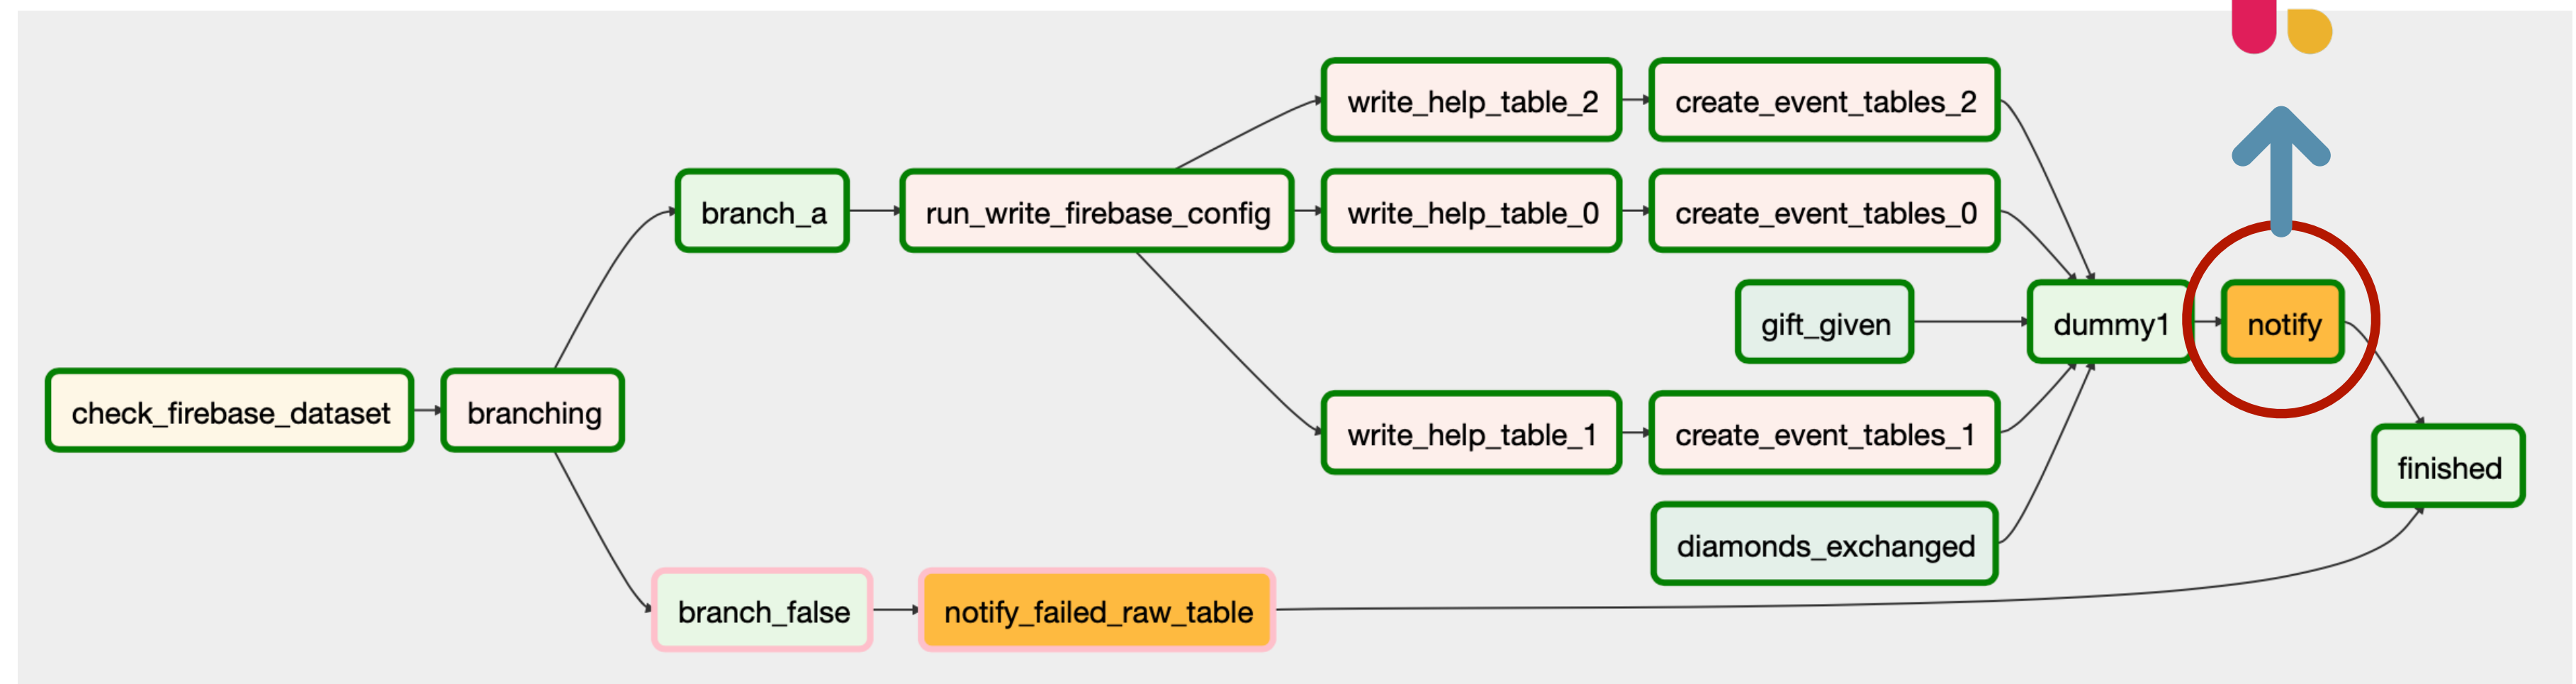 write_help_table_2
create_event_tables_2
branch_a
run_write_firebase_config
write_help_table_0
create_event_tables_0
gift_given
dummy1
notify
check_firebase_dataset
branching
write_help_table_1
create_event_tables_1
finished
diamonds_exchanged
branch_false
notify_failed_raw_table